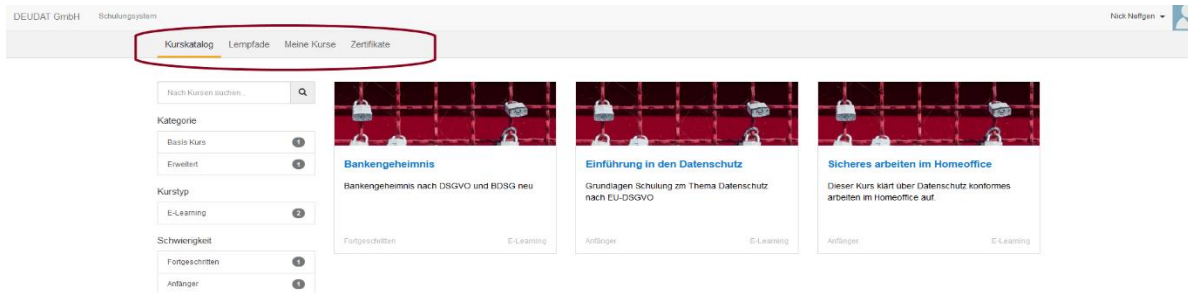 DEUDAT GmbH Schulungsystem Nick Neffgen
Kurskatalog Lernpfade Meine Kurse Zertifikate
Nach Kursen suchen ..
Kategorie
Basis Kurs 1
Erweitert 1
Kurstyp
E-Learning 2
Schwierigkeit
Fortgeschritten 1
Anfänger 1
Bankengeheimnis
Bankengeheimnis nach DSGVO und BDSG neu
Fortgeschritten E-Learning
Einführung in den Datenschutz
Grundlagen Schulung zm Thema Datenschutz
nach EU-DSGVO
Anfänger E-Learning
Sicheres arbeiten im Homeoffice
Dieser Kurs klärt über Datenschutz konformes
arbeiten im Homeoffice auf.
Anfänger E-Learning